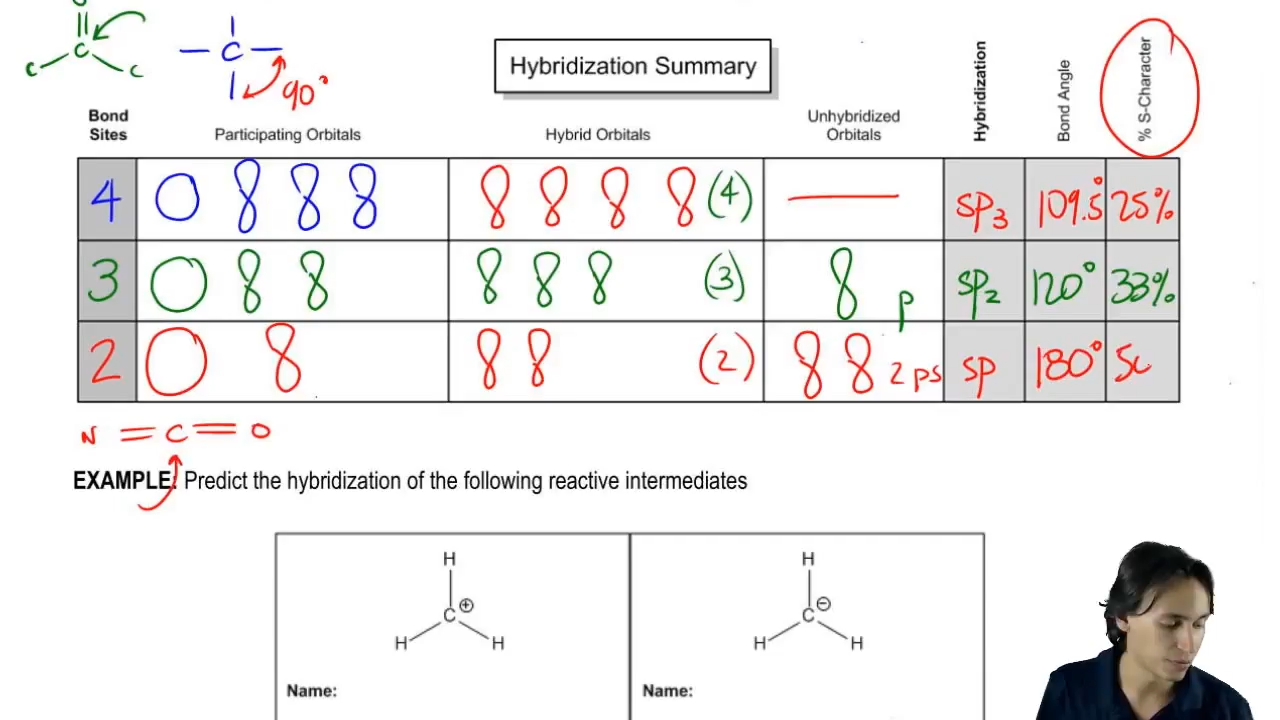 C
C C
C
90°
Hybridization Summary
Bond Sites
Participating Orbitals
Hybrid Orbitals
Unhybridized Orbitals
Hybridization
Bond Angle
% S-Character
4 (4) sp3 109.5° 25%
3 (3) p sp2 120° 33%
2 (2) 2 ps sp 180° 50
N = C = O
EXAMPLE: Predict the hybridization of the following reactive intermediates
H
C +
H H
Name:
H
C −
H H
Name: